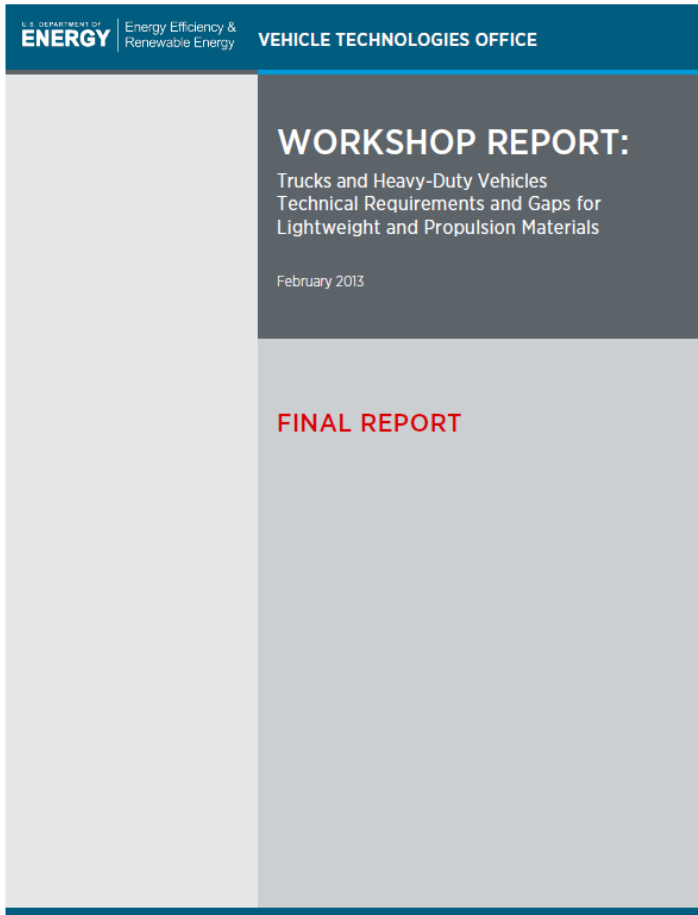 U.S. DEPARTMENT OF
ENERGY
Energy Efficiency &
Renewable Energy
VEHICLE TECHNOLOGIES OFFICE
WORKSHOP REPORT:
Trucks and Heavy-Duty Vehicles
Technical Requirements and Gaps for
Lightweight and Propulsion Materials
February 2013
FINAL REPORT